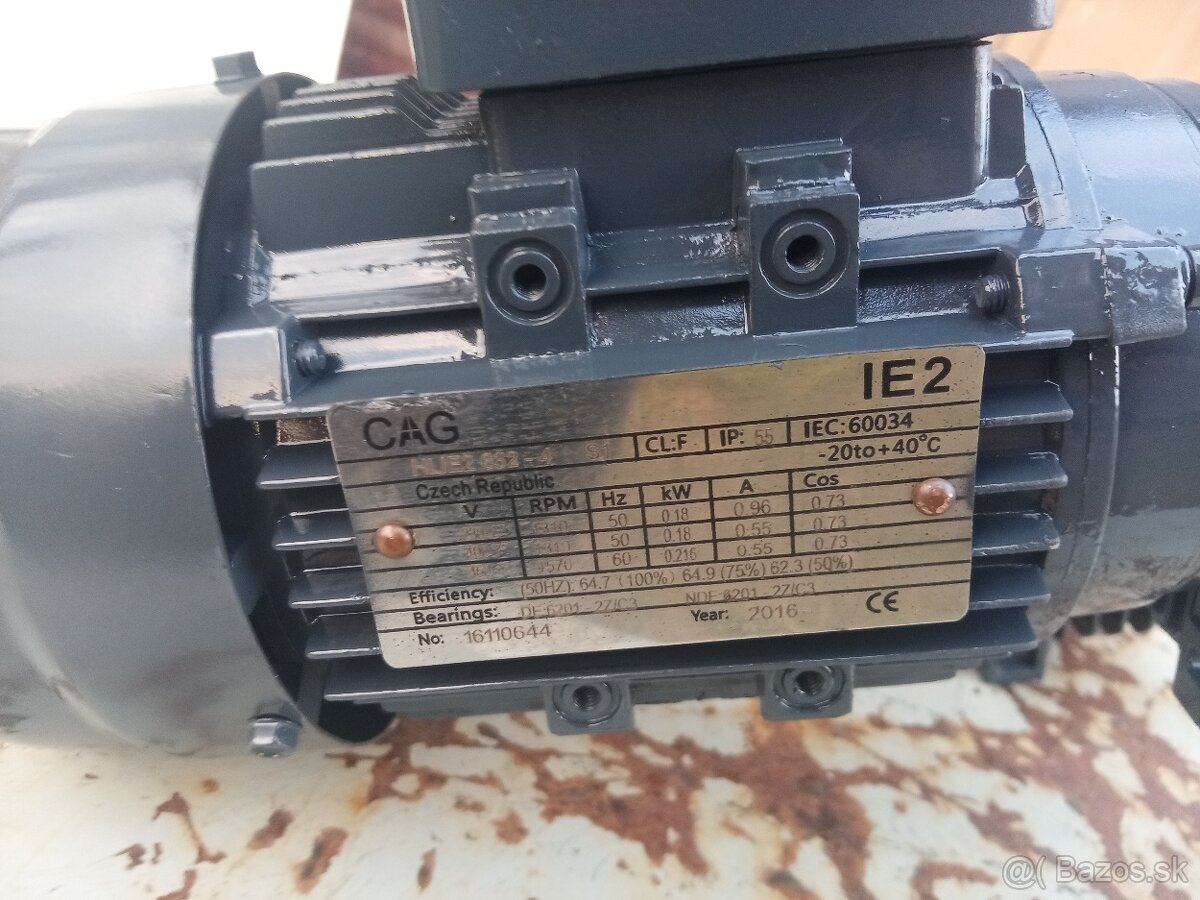 IE2
CAG
CL:F IP: 55 IEC:60034
-20to+40°C
Czech Republic
V RPM Hz kW A Cos
50 0.18 0.96 0.73
50 0.18 0.55 0.73
60 0.216 0.55 0.73
Efficiency: (50HZ): 64.7 (100%) 64.9 (75%) 62.3 (50%)
Bearings: DE:6201-2Z/C3 NDE:6201-2Z/C3
No: 16110644 Year: 2016 CE
@( Bazos.sk